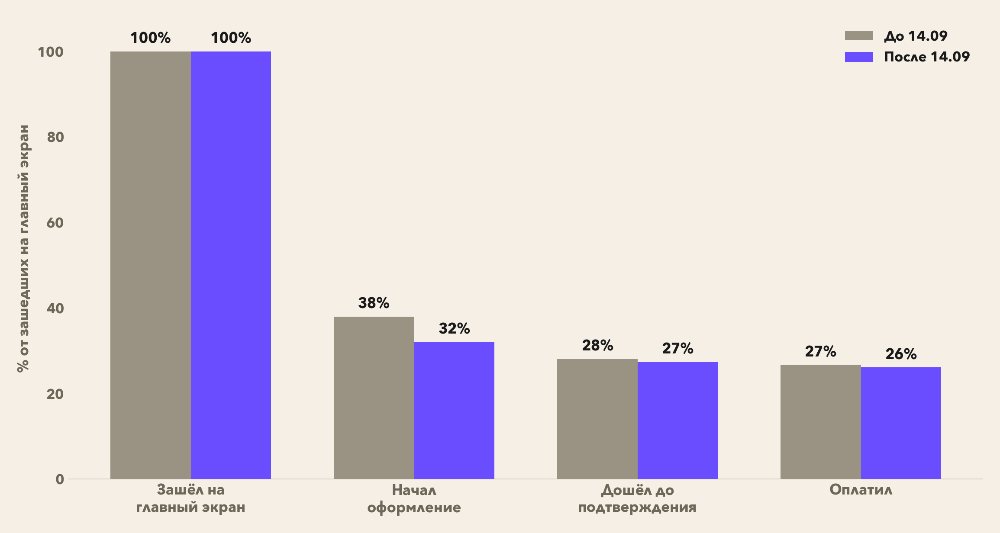 До 14.09
После 14.09
% от зашедших на главный экран
100
80
60
40
20
0
100%
100%
38%
32%
28%
27%
27%
26%
Зашёл на
главный экран
Начал
оформление
Дошёл до
подтверждения
Оплатил